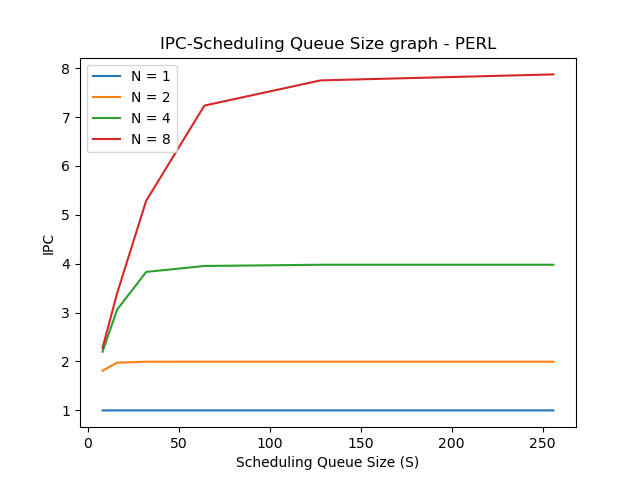 IPC-Scheduling Queue Size graph - PERL
N = 1
N = 2
N = 4
N = 8
8
7
6
5
4
3
2
1
IPC
0
50
100
150
200
250
Scheduling Queue Size (S)